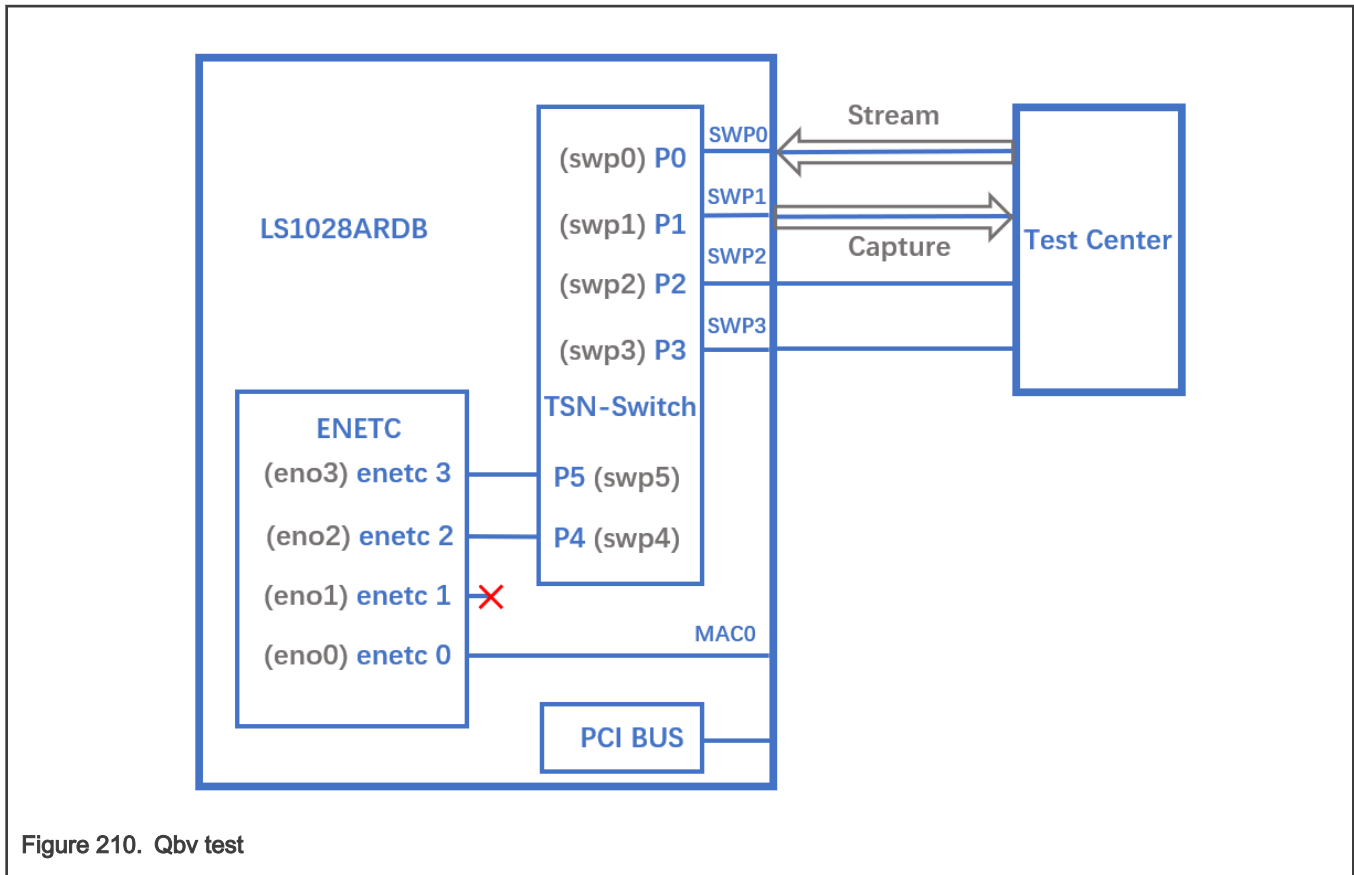 Stream
SWP0
(swp0) P0
SWP1
(swp1) P1
LS1028ARDB
Capture
Test Center
SWP2
(swp2) P2
SWP3
(swp3) P3
TSN-Switch
ENETC
(eno3) enetc 3
P5 (swp5)
(eno2) enetc 2
P4 (swp4)
(eno1) enetc 1
MAC0
(eno0) enetc 0
PCI BUS
Figure 210. Qbv test